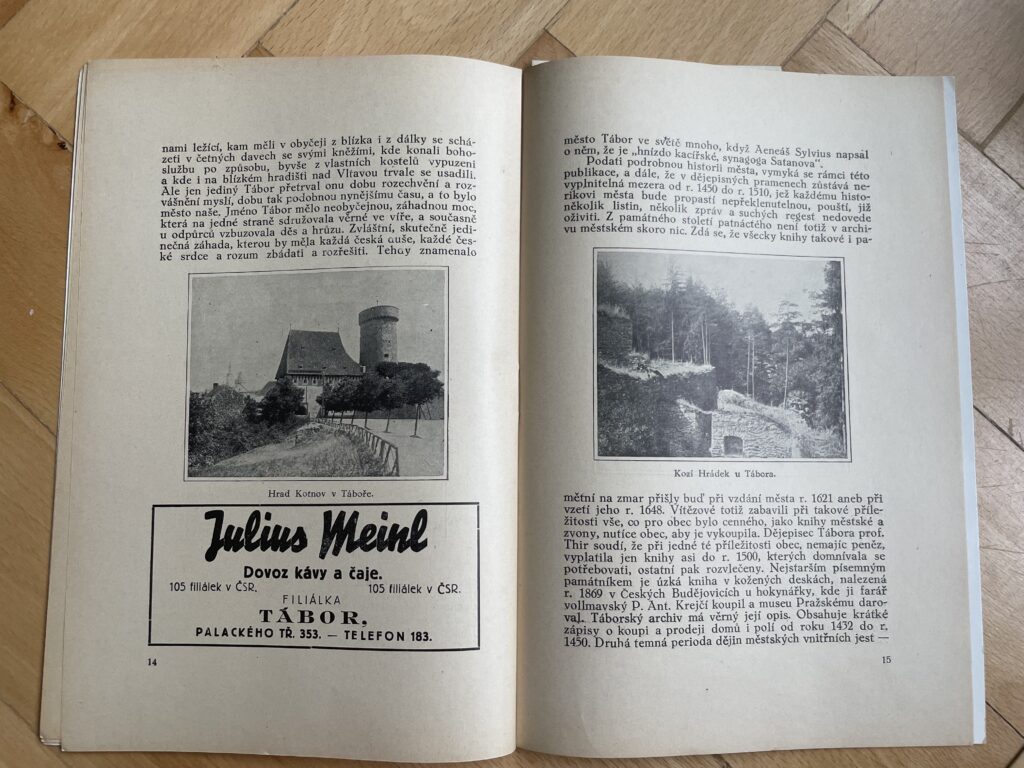 nami ležící, kam měli v obyčeji z blízka i z dálky se schá-
zeti v četných davech se svými kněžími, kde konali boho-
službu po způsobu, byvše z vlastních kostelů vypuzeni
a kde i na blízkém hradišti nad Vltavou trvale se usadili.
Ale jen jediný Tábor přetrval onu dobu rozechvění a roz-
vášnění myslí, dobu tak podobnou nynějšímu času, a to bylo
město naše. Jméno Tábor mělo neobyčejnou, záhadnou moc,
která na jedné straně sdružovala věrné ve víře, a současně
u odpůrců vzbuzovala děs a hrůzu. Zvláštní, skutečně jedi-
nečná záhada, kterou by měla každá česká duše, každé čes-
ké srdce a rozum zbádati a rozřešiti. Tehdy znamenalo
Hrad Kotnov v Táboře.
Julius Meinl
Dovoz kávy a čaje.
105 filiálek v ČSR. 105 filiálek v ČSR.
FILIÁLKA
TÁBOR,
PALACKÉHO TŘ. 353. — TELEFON 183.
14
město Tábor ve světě mnoho, když Aeneáš Sylvius napsal
o něm, že je „hnízdo kacířské, synagoga Satanova".
Podati podrobnou historii města, vymyká se rámci této
publikace, a dále, že v dějepisných pramenech zůstává ne-
vyplnitelná mezera od r. 1450 do r. 1510, jež každému histo-
rikovi města bude propastí nepřeklenutelnou, pouští, již
několik listin, několik zpráv a suchých regest nedovede
oživiti. Z památného století patnáctého není totiž v archi-
vu městském skoro nic. Zdá se, že všecky knihy takové i pa-
Kozí Hrádek u Tábora.
mětní na zmar přišly buď při vzdání města r. 1621 aneb při
vzetí jeho r. 1648. Vítězové totiž zabavili při takové příle-
žitosti vše, co pro obec bylo cenného, jako knihy městské a
zvony, nutíce obec, aby je vykoupila. Dějepisec Tábora prof.
Thir soudí, že při jedné té příležitosti obec, nemajíc peněz,
vyplatila jen knihy asi do r. 1500, kterých domnívala se
potřebovati, ostatní pak rozvlečeny. Nejstarším písemným
památníkem je úzká kniha v kožených deskách, nalezená
r. 1869 v Českých Budějovicích u hokynářky, kde ji farář
vollmavský P. Ant. Krejčí koupil a museu Pražskému daro-
val. Táborský archiv má věrný její opis. Obsahuje krátké
zápisy o koupi a prodeji domů i polí od roku 1432 do r.
1450. Druhá temná perioda dějin městských vnitřních jest —
15